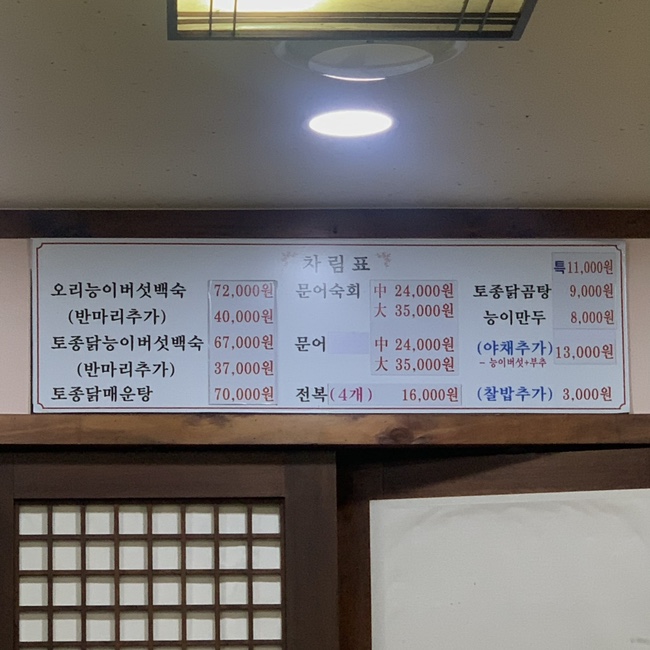 차림표
오리능이버섯백숙 72,000원
(반마리추가) 40,000원
토종닭능이버섯백숙 67,000원
(반마리추가) 37,000원
토종닭매운탕 70,000원
문어숙회 中 24,000원
大 35,000원
문어 中 24,000원
大 35,000원
전복(4개) 16,000원
특 11,000원
토종닭곰탕 9,000원
능이만두 8,000원
(야채추가) 13,000원
- 능이버섯+부추
(찰밥추가) 3,000원